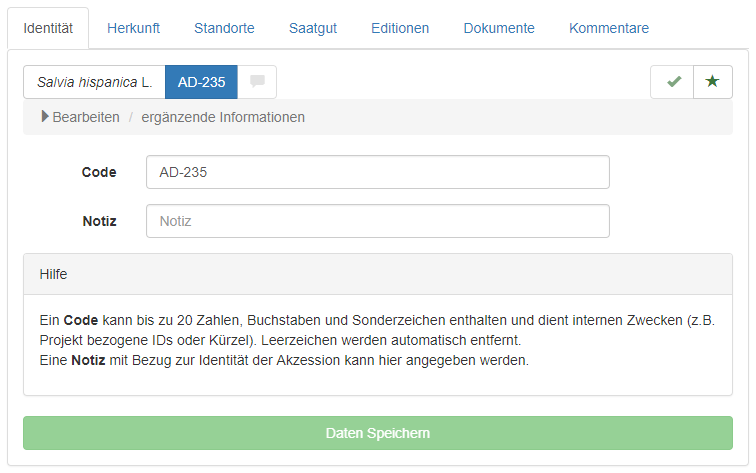 Identität Herkunft Standorte Saatgut Editionen Dokumente Kommentare
Salvia hispanica L. AD-235
Bearbeiten / ergänzende Informationen
Code AD-235
Notiz Notiz
Hilfe
Ein Code kann bis zu 20 Zahlen, Buchstaben und Sonderzeichen enthalten und dient internen Zwecken (z.B.
Projekt bezogene IDs oder Kürzel). Leerzeichen werden automatisch entfernt.
Eine Notiz mit Bezug zur Identität der Akzession kann hier angegeben werden.
Daten Speichern